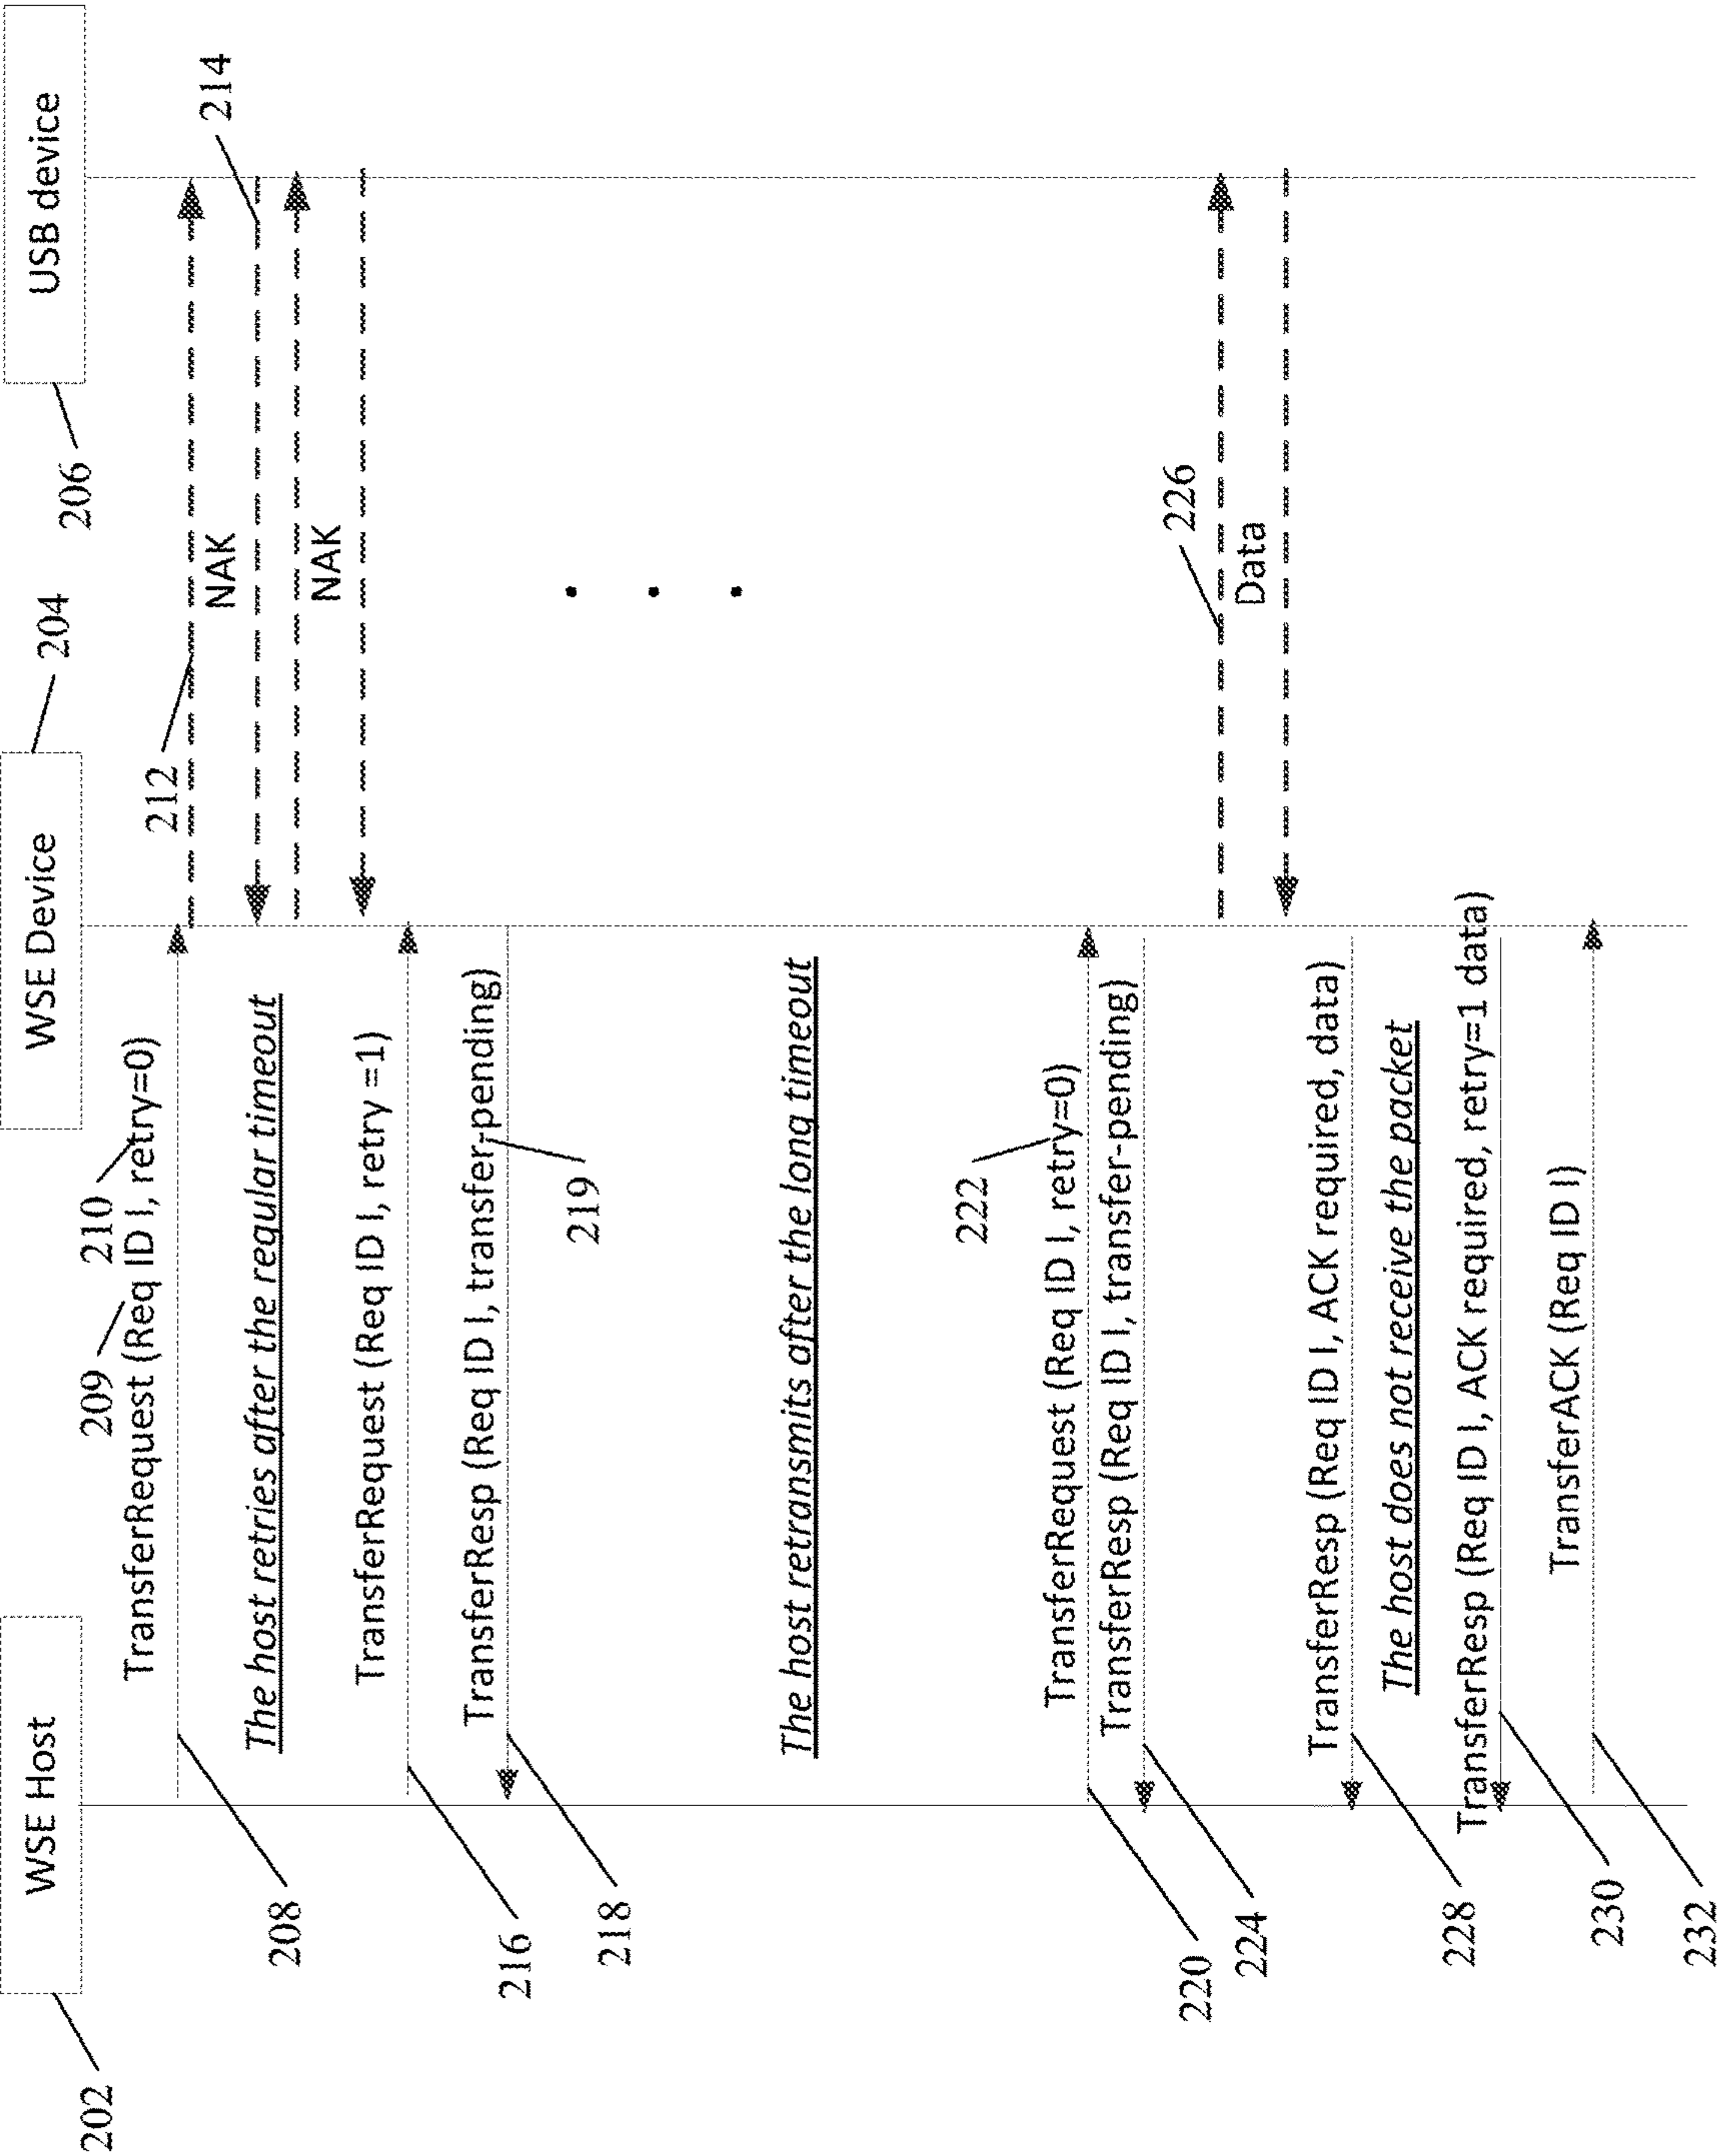 WSE Host
WSE Device
USB device
202
204
206
209
210
TransferRequest (Req ID I, retry=0)
208
212
NAK
214
The host retries after the regular timeout
NAK
TransferRequest (Req ID I, retry =1)
216
TransferResp (Req ID I, transfer-pending)
218
219
The host retransmits after the long timeout
222
TransferRequest (Req ID I, retry=0)
220
TransferResp (Req ID I, transfer-pending)
224
226
Data
TransferResp (Req ID I, ACK required, data)
228
The host does not receive the packet
TransferResp (Req ID I, ACK required, retry=1 data)
230
TransferACK (Req ID I)
232